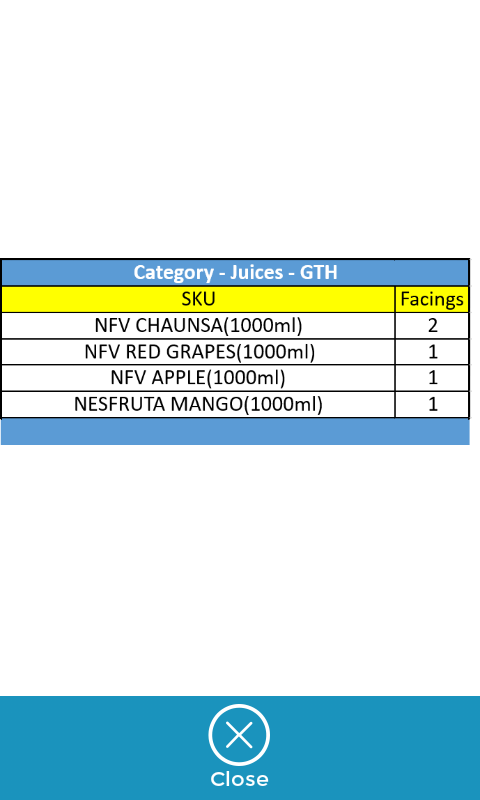 Category - Juices - GTH
SKU Facings
NFV CHAUNSA(1000ml) 2
NFV RED GRAPES(1000ml) 1
NFV APPLE(1000ml) 1
NESFRUTA MANGO(1000ml) 1
Close